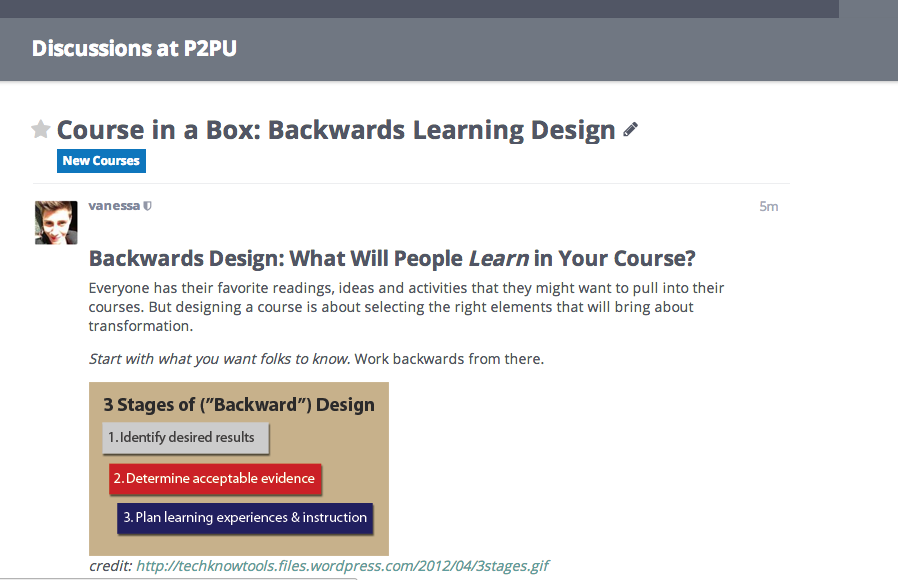 Discussions at P2PU
Course in a Box: Backwards Learning Design
New Courses
vanessa
5m
Backwards Design: What Will People Learn in Your Course?
Everyone has their favorite readings, ideas and activities that they might want to pull into their
courses. But designing a course is about selecting the right elements that will bring about
transformation.
Start with what you want folks to know. Work backwards from there.
3 Stages of (”Backward”) Design
1. Identify desired results
2. Determine acceptable evidence
3. Plan learning experiences & instruction
credit: http://techknowtools.files.wordpress.com/2012/04/3stages.gif